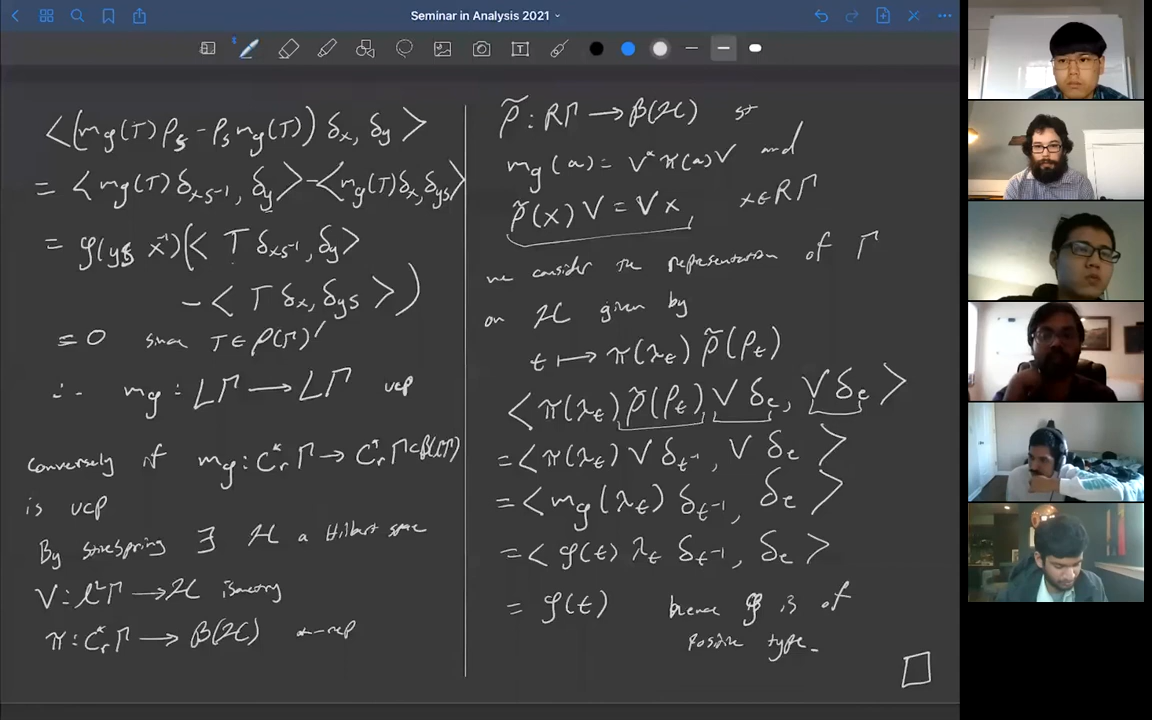 Seminar in Analysis 2021
<(m_φ(T) ρ_s − ρ_s m_φ(T)) δ_x, δ_y>
= <m_φ(T) δ_{xs^{-1}}, δ_y> − <m_φ(T) δ_x, δ_{ys}>
= φ(ys x^{-1})(< T δ_{xs^{-1}}, δ_y>
− < T δ_x, δ_{ys} >)
= 0 since T ∈ ρ(Γ)'
∴ m_φ : LΓ → LΓ ucp
conversely if m_φ : C*_r Γ → C*_r Γ ⊂ B(ℓ²Γ)
is ucp
By Stinespring ∃ ℋ a Hilbert space
V : ℓ²Γ → ℋ isometry
π : C*_r Γ → B(ℋ) *-rep
ρ̃ : RΓ → B(ℋ) st
m_φ(a) = V* π(a) V and
ρ̃(x) V = V x, x ∈ RΓ
we consider the representation of Γ
on ℋ given by
t ↦ π(λ_t) ρ̃(ρ_t)
< π(λ_t) ρ̃(ρ_t) V δ_e, V δ_e >
= < π(λ_t) V δ_{t^{-1}}, V δ_e >
= < m_φ(λ_t) δ_{t^{-1}}, δ_e >
= < φ(t) λ_t δ_{t^{-1}}, δ_e >
= φ(t) hence φ is of
positive type.